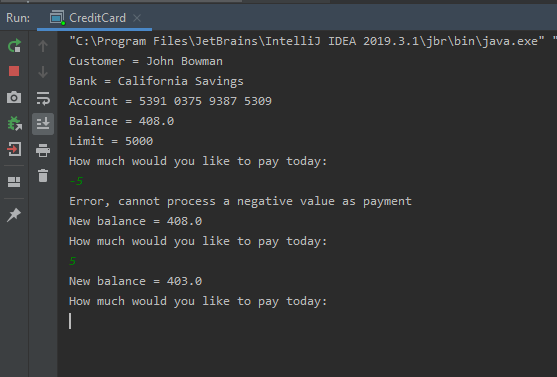 Run: CreditCard
"C:\Program Files\JetBrains\IntelliJ IDEA 2019.3.1\jbr\bin\java.exe" "
Customer = John Bowman
Bank = California Savings
Account = 5391 0375 9387 5309
Balance = 408.0
Limit = 5000
How much would you like to pay today:
-5
Error, cannot process a negative value as payment
New balance = 408.0
How much would you like to pay today:
5
New balance = 403.0
How much would you like to pay today: